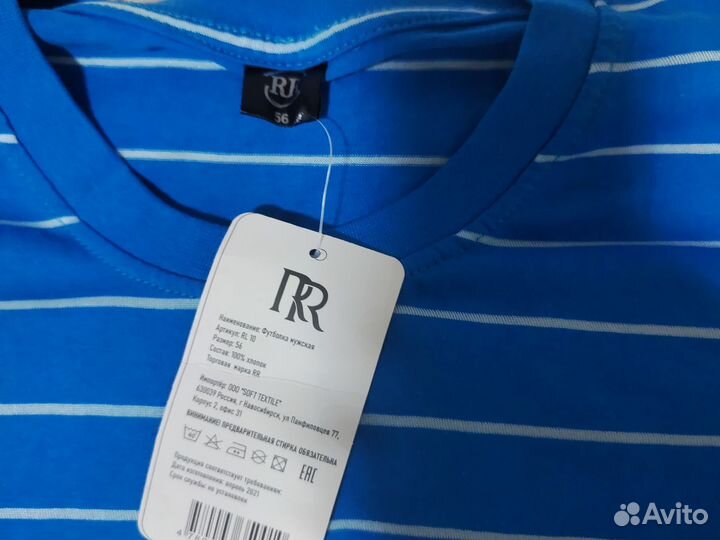 RR
56
RR
Наименование: Футболка мужская
Артикул: RL 10
Размер: 56
Состав: 100% хлопок
Торговая марка RR
Импортёр: ООО "SOFT TEXTILE"
630039 Россия, г Новосибирск, ул Панфиловцев 77,
Корпус 2, офис 31
ВНИМАНИЕ! ПРЕДВАРИТЕЛЬНАЯ СТИРКА ОБЯЗАТЕЛЬНА
40
EAC
Продукция соответствует требованиям:
Дата изготовления: апрель 2021
Срок службы: не установлен
Avito